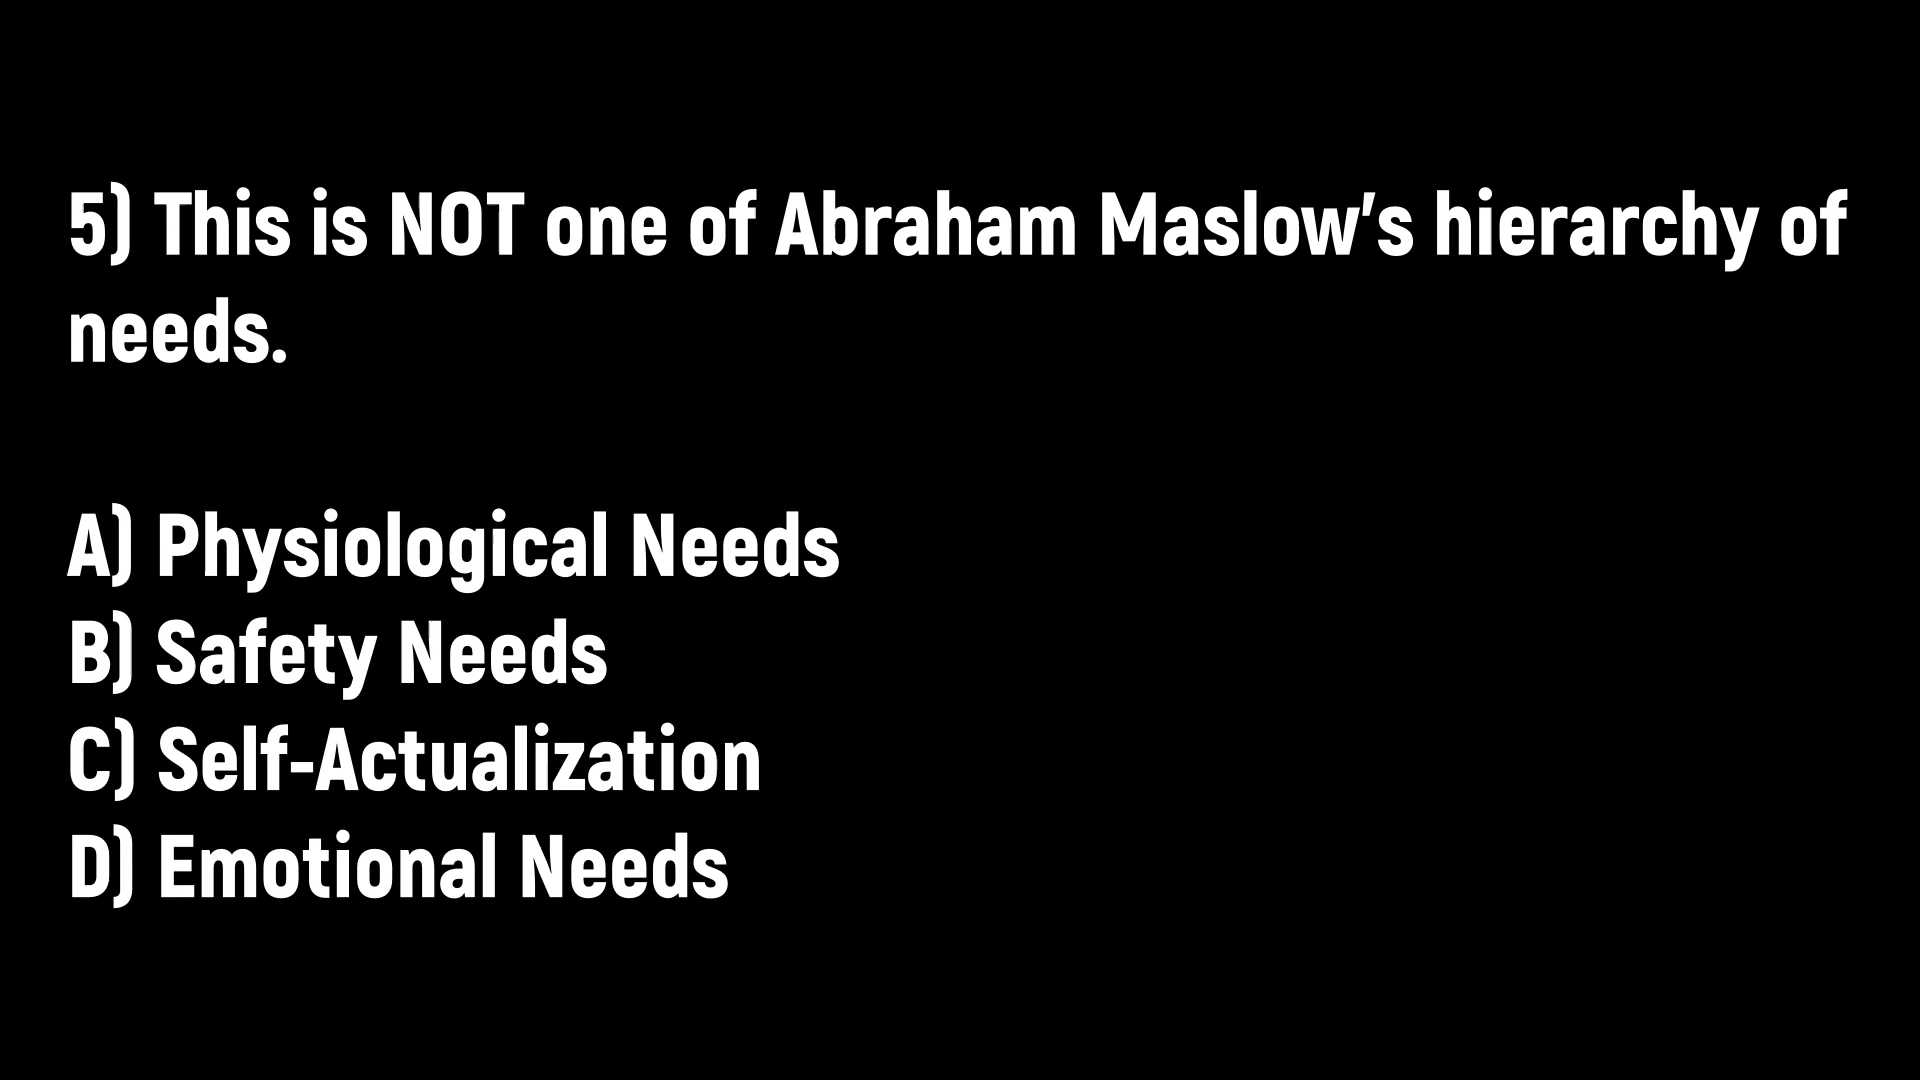 5) This is NOT one of Abraham Maslow's hierarchy of
needs.
A) Physiological Needs
B) Safety Needs
C) Self-Actualization
D) Emotional Needs